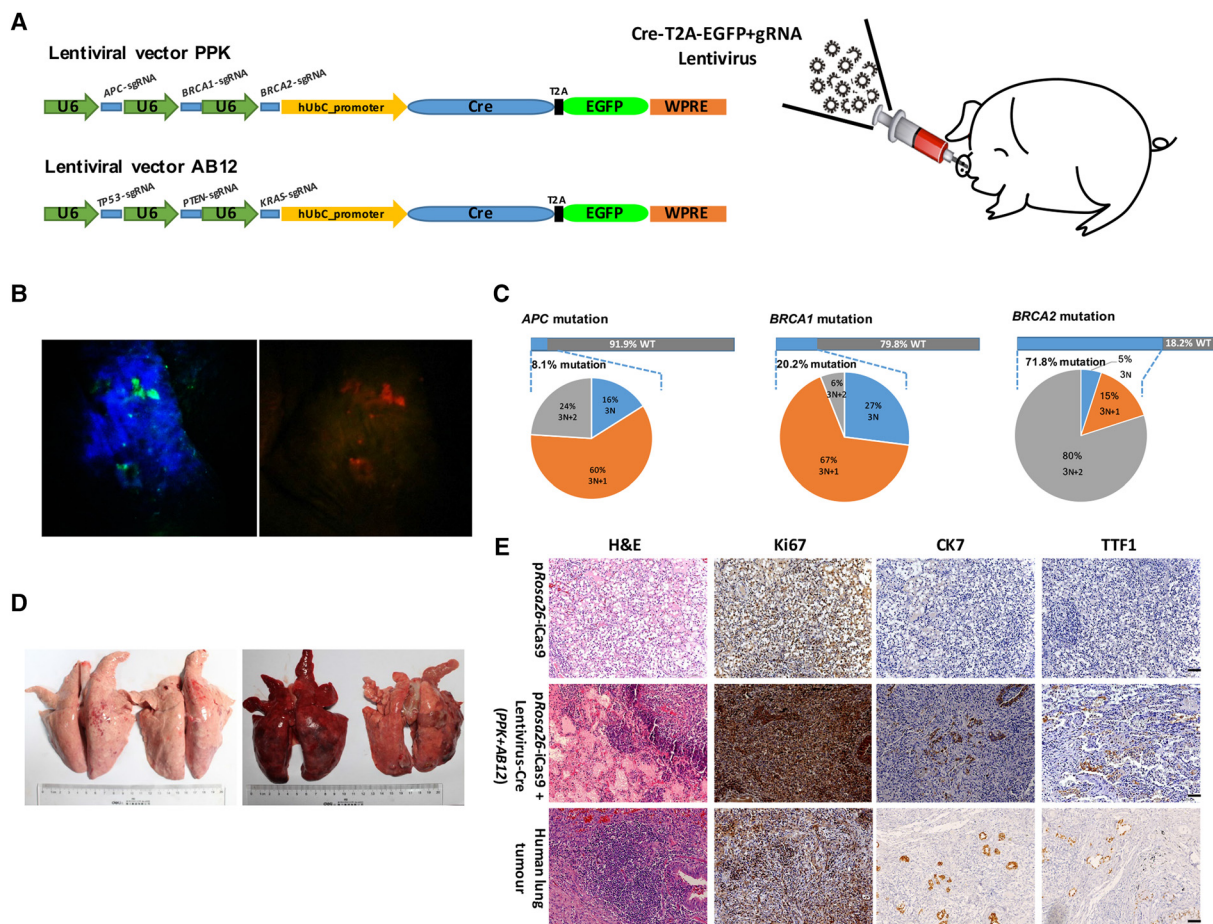 A
Lentiviral vector PPK
APC-sgRNA BRCA1-sgRNA BRCA2-sgRNA
U6 U6 U6 hUbC_promoter Cre T2A EGFP WPRE
Lentiviral vector AB12
TP53-sgRNA PTEN-sgRNA KRAS-sgRNA
U6 U6 U6 hUbC_promoter Cre T2A EGFP WPRE
Cre-T2A-EGFP+gRNA
Lentivirus
B
C
APC mutation
91.9% WT
8.1% mutation
16%
3N
24%
3N+2
60%
3N+1
BRCA1 mutation
79.8% WT
20.2% mutation
6%
3N+2
27%
3N
67%
3N+1
BRCA2 mutation
18.2% WT
71.8% mutation
5%
3N
15%
3N+1
80%
3N+2
D
E
H&E Ki67 CK7 TTF1
pRosa26-iCas9
pRosa26-iCas9 +
Lentivirus-Cre
(PPK+AB12)
Human lung
tumour